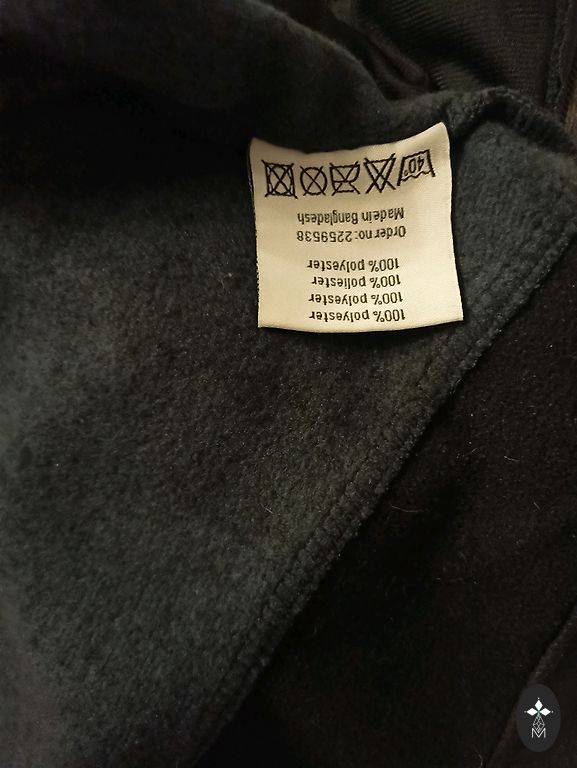 100% polyester
100% polyester
100% poliester
100% polyester
Order no: 2259538
Made in Bangladesh
40°
M